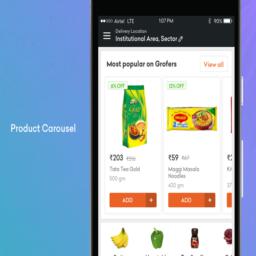 Product Carousel
Airtel LTE
1:07 PM
90%
Delivery Location
Institutional Area, Sector
Most popular on Grofers
View all
6% OFF
12% OFF
₹203 ₹216
₹59 ₹67
Tata Tea Gold
Maggi Masala
Noodles
500 gm
420 gm
ADD +
ADD +